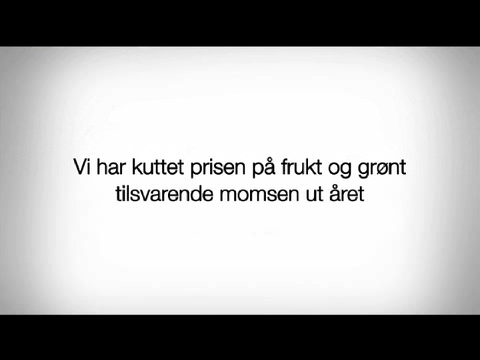 Vi har kuttet prisen på frukt og grønt
tilsvarende momsen ut året